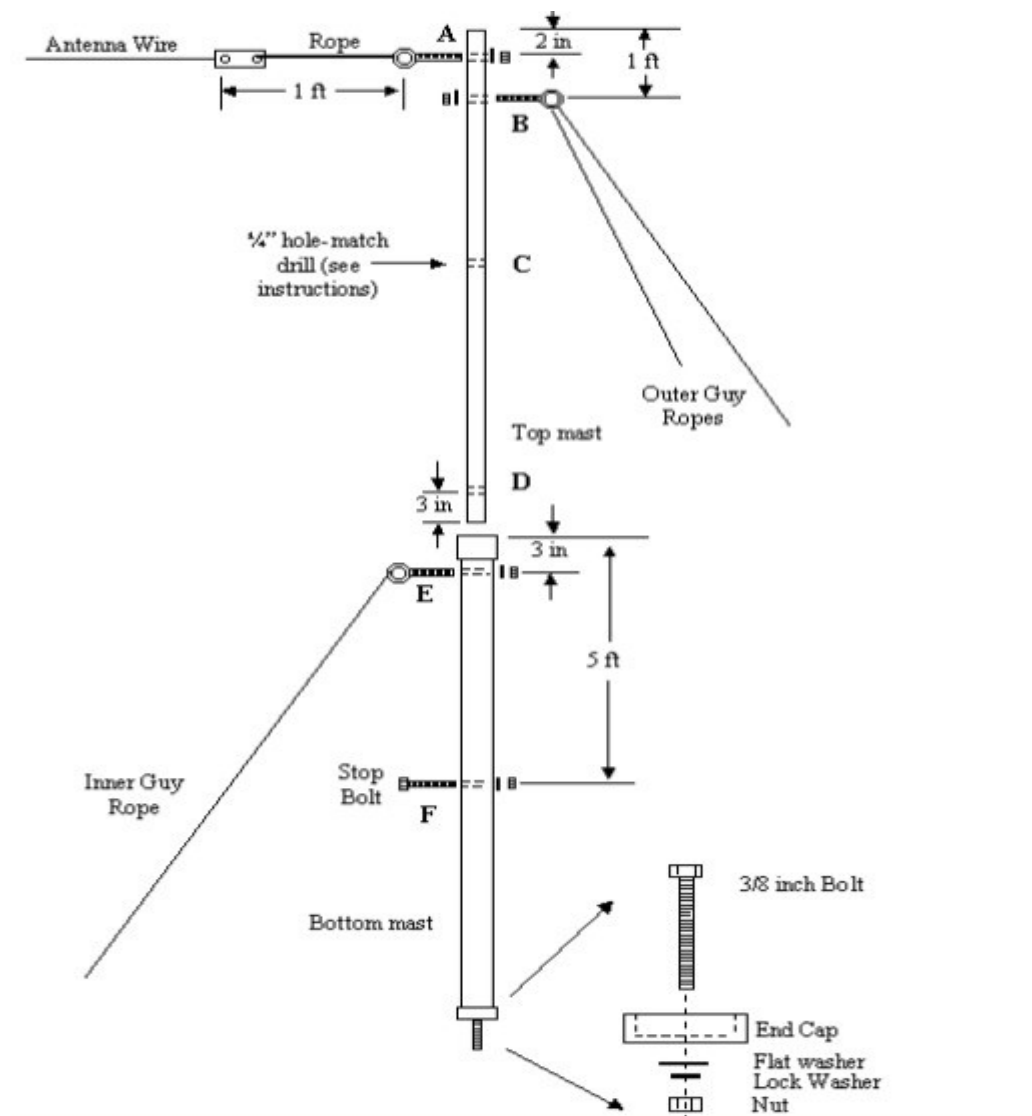 A
2 in
1 ft
Antenna Wire
Rope
1 ft
B
¼” hole-match
drill (see
instructions)
C
Outer Guy
Ropes
Top mast
D
3 in
3 in
E
5 ft
Stop
Bolt
Inner Guy
Rope
F
3/8 inch Bolt
Bottom mast
End Cap
Flat washer
Lock Washer
Nut